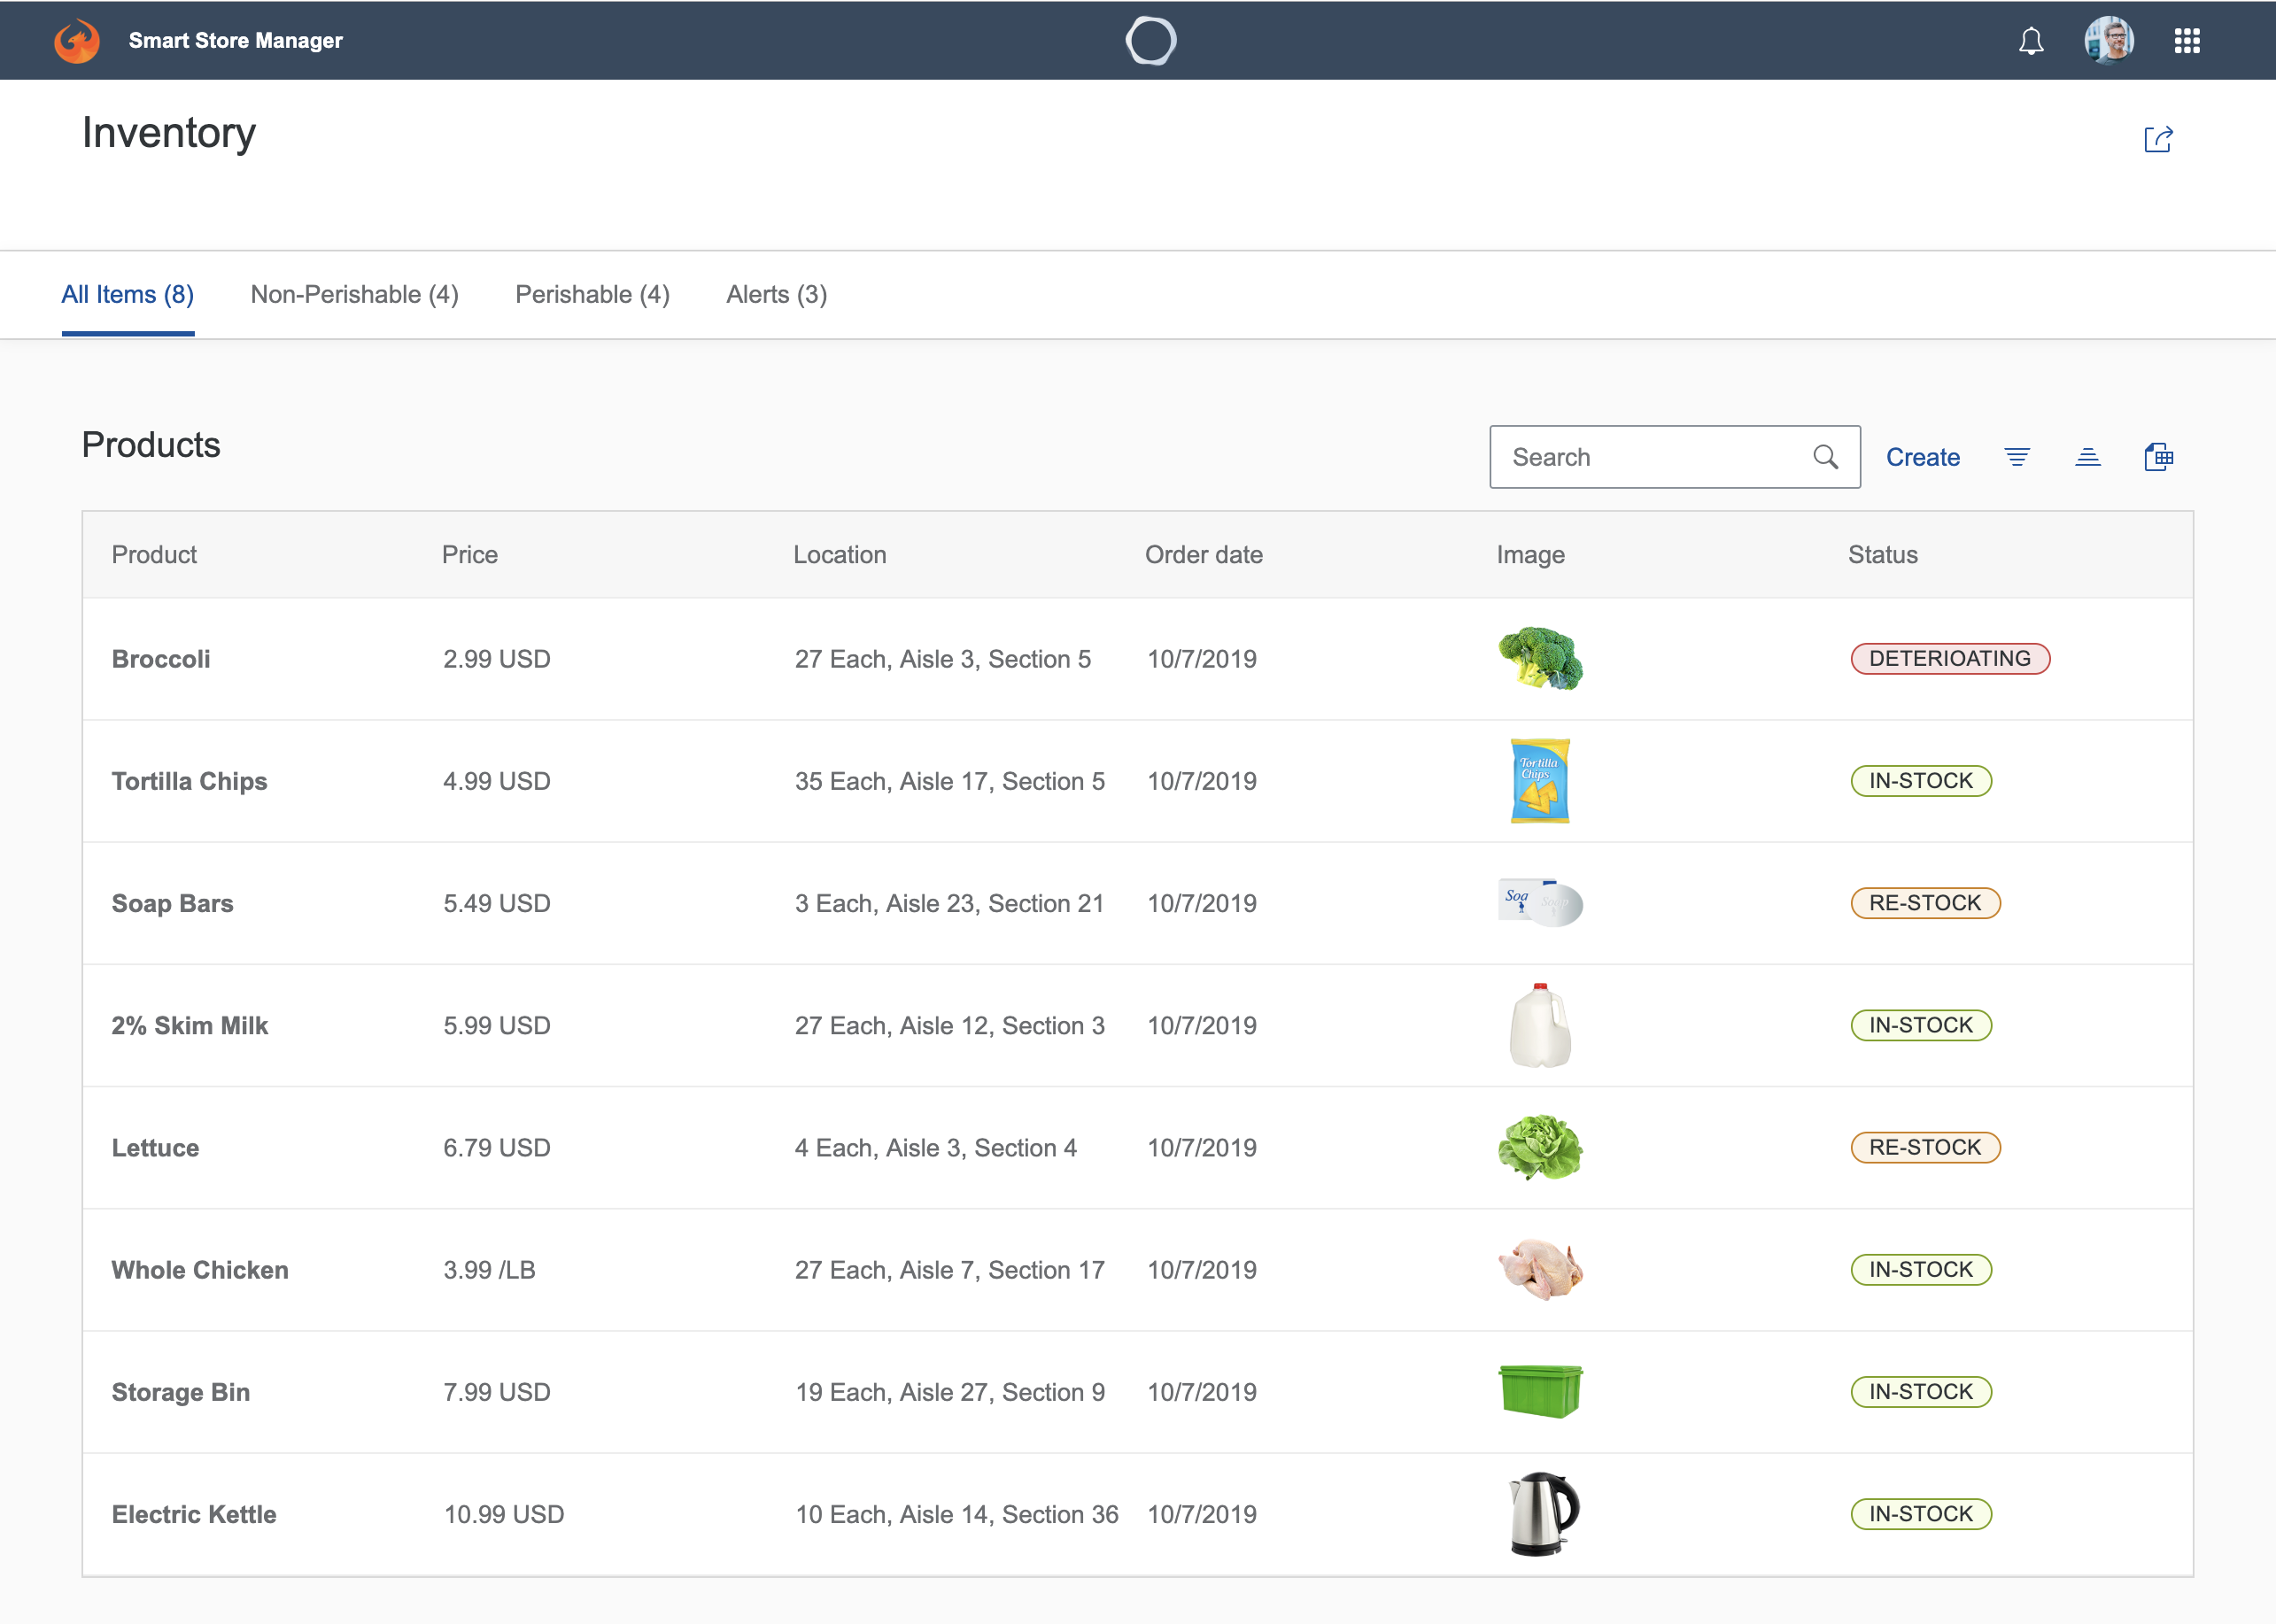 Smart Store Manager
Inventory
All Items (8) Non-Perishable (4) Perishable (4) Alerts (3)
Products Search Create
Product Price Location Order date Image Status
Broccoli 2.99 USD 27 Each, Aisle 3, Section 5 10/7/2019 DETERIOATING
Tortilla Chips 4.99 USD 35 Each, Aisle 17, Section 5 10/7/2019 Tortilla Chips IN-STOCK
Soap Bars 5.49 USD 3 Each, Aisle 23, Section 21 10/7/2019 Soa Soap RE-STOCK
2% Skim Milk 5.99 USD 27 Each, Aisle 12, Section 3 10/7/2019 IN-STOCK
Lettuce 6.79 USD 4 Each, Aisle 3, Section 4 10/7/2019 RE-STOCK
Whole Chicken 3.99 /LB 27 Each, Aisle 7, Section 17 10/7/2019 IN-STOCK
Storage Bin 7.99 USD 19 Each, Aisle 27, Section 9 10/7/2019 IN-STOCK
Electric Kettle 10.99 USD 10 Each, Aisle 14, Section 36 10/7/2019 IN-STOCK